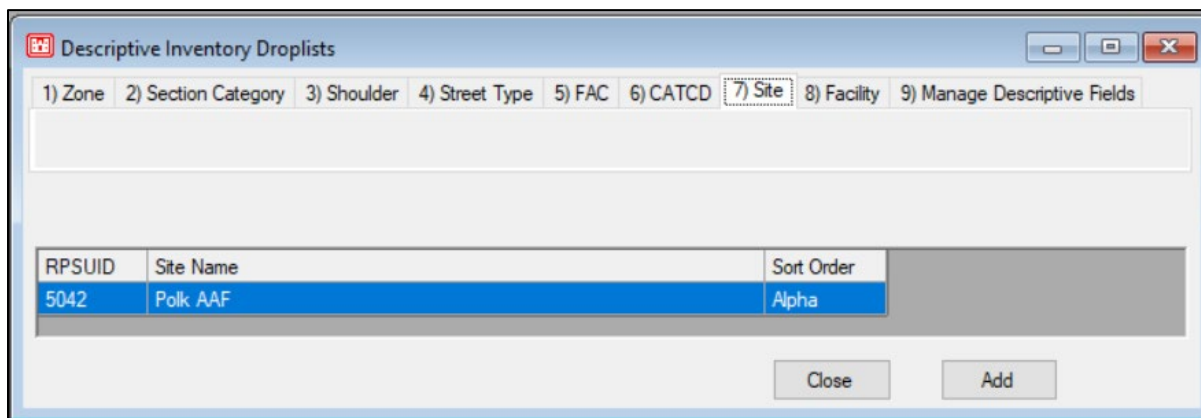 Descriptive Inventory Droplists
1) Zone 2) Section Category 3) Shoulder 4) Street Type 5) FAC 6) CATCD 7) Site 8) Facility 9) Manage Descriptive Fields
RPSUID Site Name Sort Order
5042 Polk AAF Alpha
Close Add